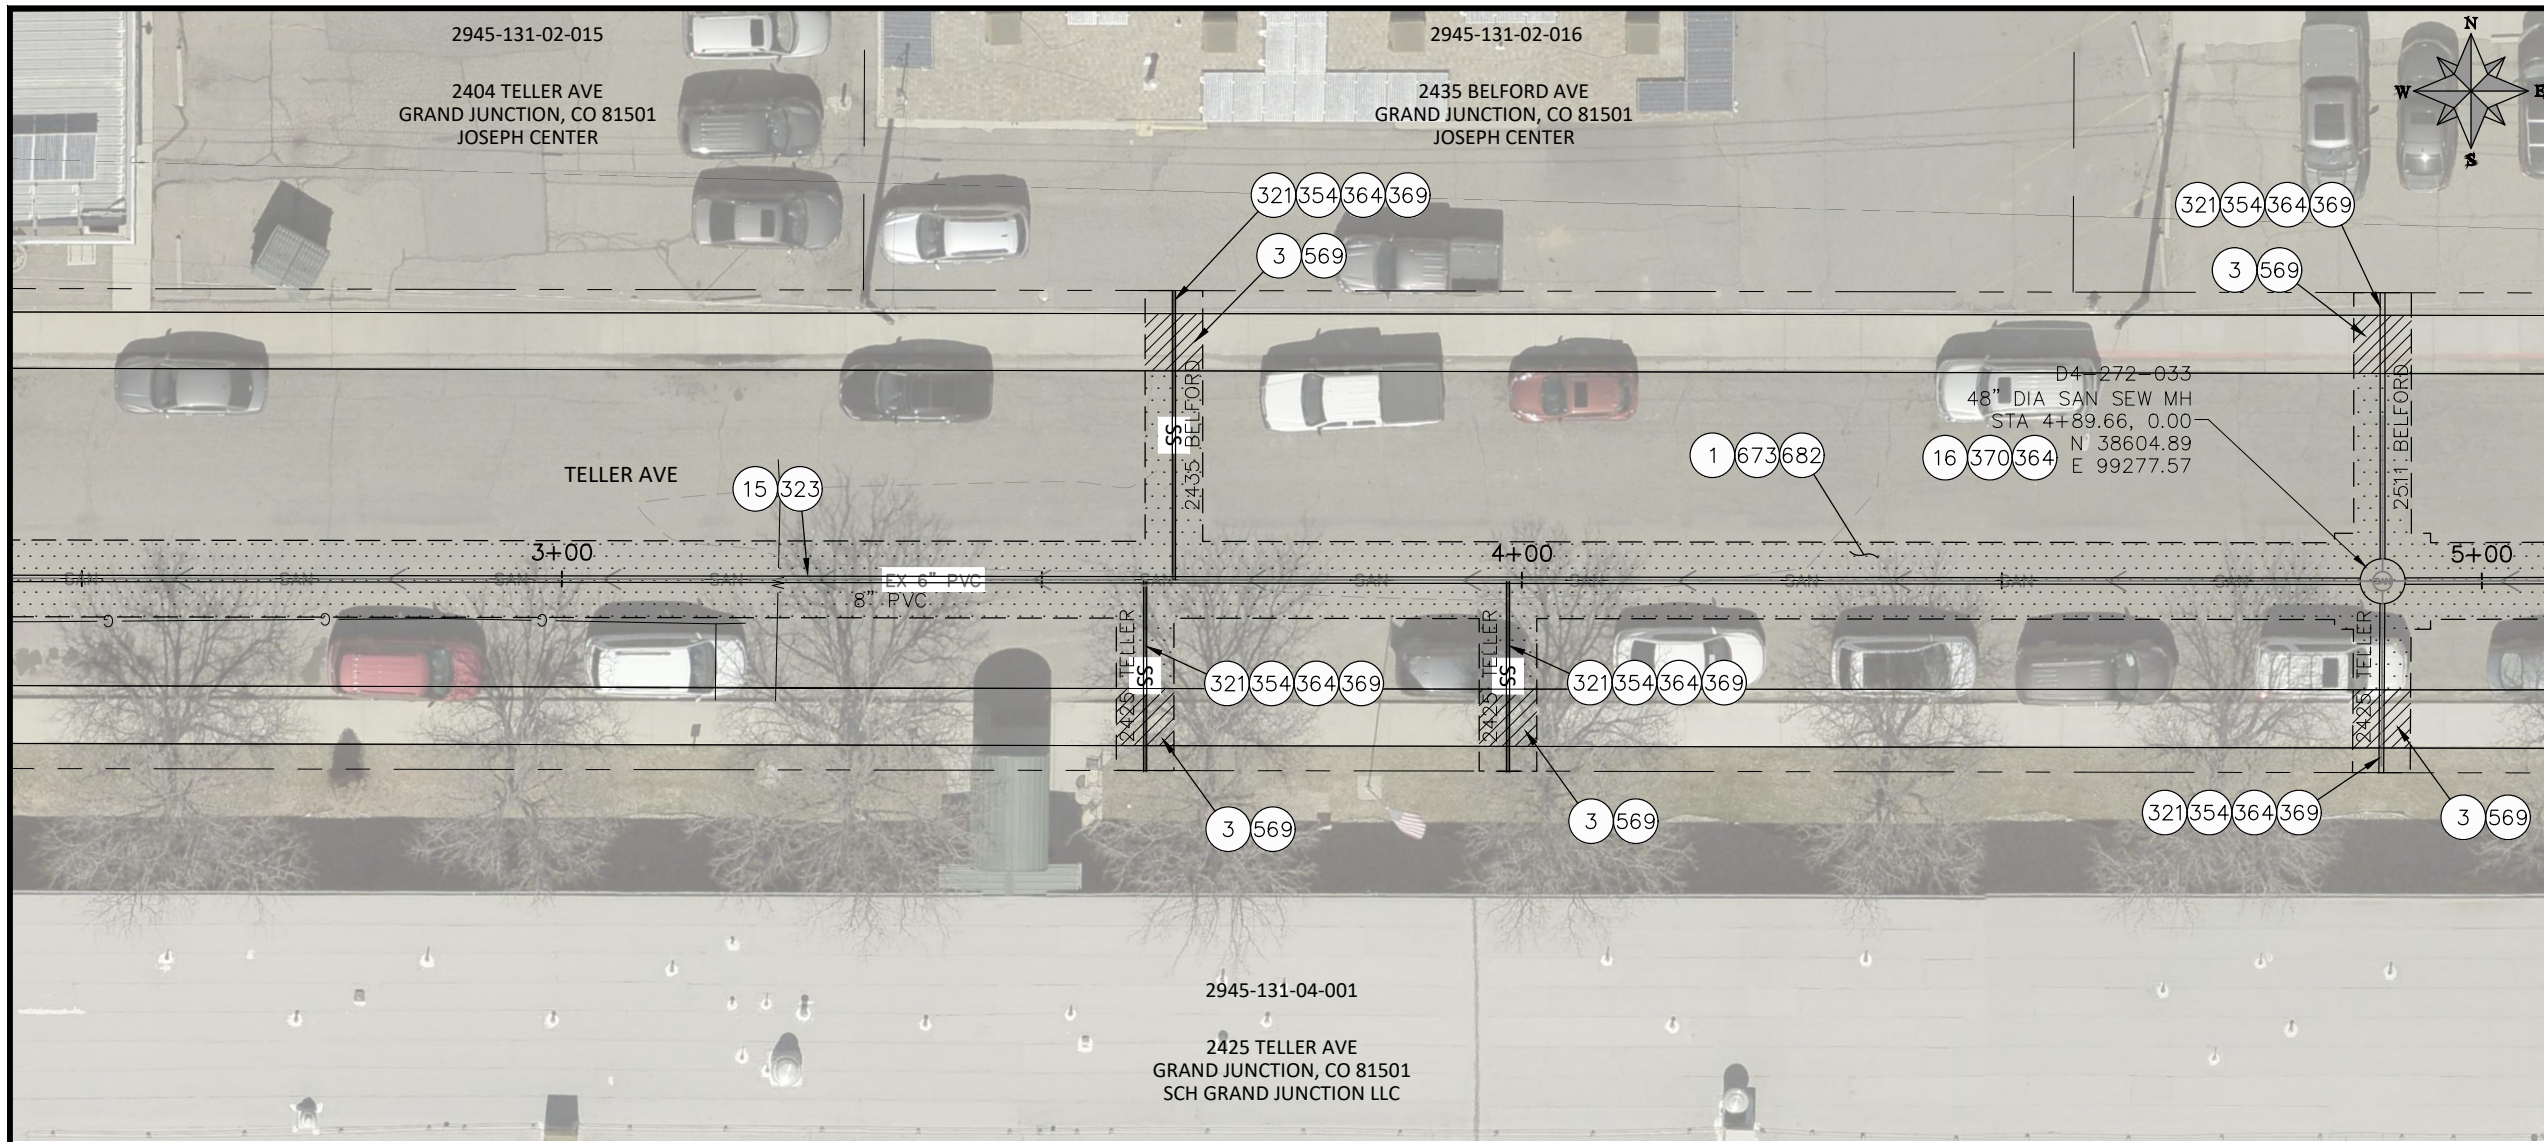 2945-131-02-015
2404 TELLER AVE
GRAND JUNCTION, CO 81501
JOSEPH CENTER
2945-131-02-016
2435 BELFORD AVE
GRAND JUNCTION, CO 81501
JOSEPH CENTER
N
W E
S
321 354 364 369
3 569
321 354 364 369
3 569
2435 BELFORD
SS
2511 BELFORD
D4-272-033
48" DIA SAN SEW MH
STA 4+89.66, 0.00
N 38604.89
E 99277.57
16 370 364
1 673 682
TELLER AVE
15 323
3+00
4+00
5+00
SAN SAN SAN SAN EX 6" PVC SAN SAN SAN SAN SAN SAN SAN
8" PVC
G G G
2425 TELLER
SS
321 354 364 369
3 569
2425 TELLER
SS
321 354 364 369
3 569
2425 TELLER
321 354 364 369
3 569
2945-131-04-001
2425 TELLER AVE
GRAND JUNCTION, CO 81501
SCH GRAND JUNCTION LLC